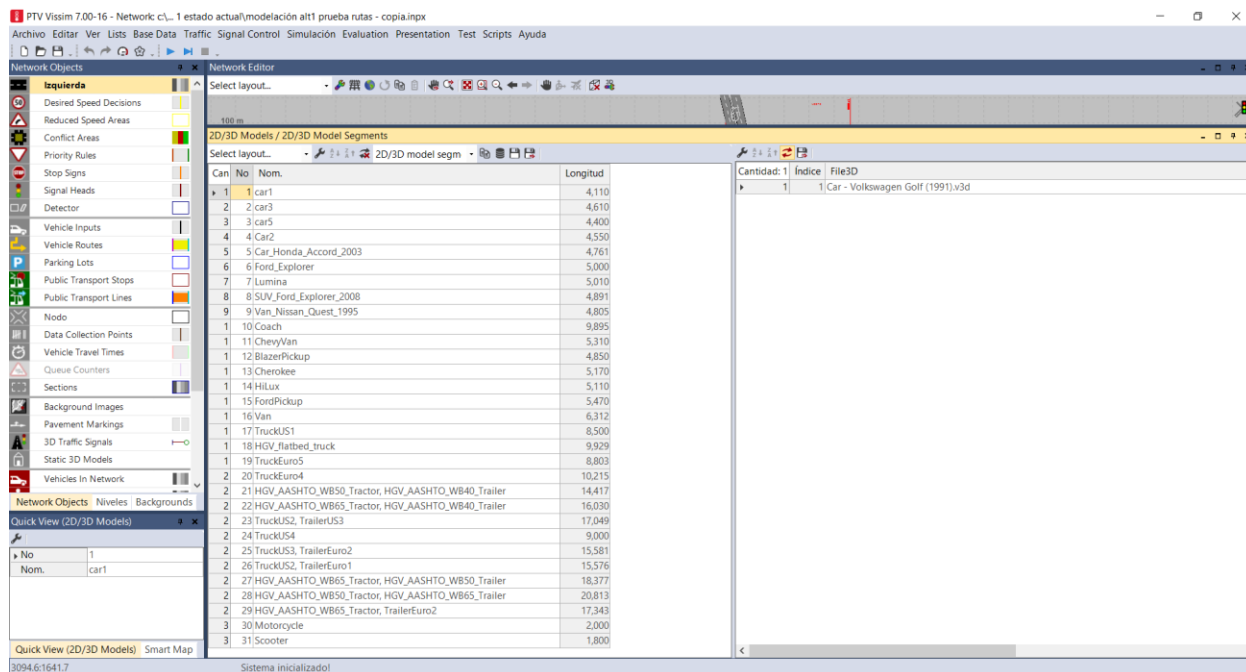 PTV Vissim 7.00-16 - Network: c:\... 1 estado actual\modelación alt1 prueba rutas - copia.inpx
Archivo Editar Ver Lists Base Data Traffic Signal Control Simulación Evaluation Presentation Test Scripts Ayuda
Network Objects
Izquierda
Desired Speed Decisions
Reduced Speed Areas
Conflict Areas
Priority Rules
Stop Signs
Signal Heads
Detector
Vehicle Inputs
Vehicle Routes
Parking Lots
Public Transport Stops
Public Transport Lines
Nodo
Data Collection Points
Vehicle Travel Times
Queue Counters
Sections
Background Images
Pavement Markings
3D Traffic Signals
Static 3D Models
Vehicles In Network
Network Objects Niveles Backgrounds
Quick View (2D/3D Models)
No 1
Nom. car1
Quick View (2D/3D Models) Smart Map
Network Editor
Select layout...
100 m
2D/3D Models / 2D/3D Model Segments
Select layout... 2D/3D model segm
Can No Nom. Longitud
1 1 car1 4,110
2 2 car3 4,610
3 3 car5 4,400
4 4 Car2 4,550
5 5 Car_Honda_Accord_2003 4,761
6 6 Ford_Explorer 5,000
7 7 Lumina 5,010
8 8 SUV_Ford_Explorer_2008 4,891
9 9 Van_Nissan_Quest_1995 4,805
1 10 Coach 9,895
1 11 ChevyVan 5,310
1 12 BlazerPickup 4,850
1 13 Cherokee 5,170
1 14 HiLux 5,110
1 15 FordPickup 5,470
1 16 Van 6,312
1 17 TruckUS1 8,500
1 18 HGV_flatbed_truck 9,929
1 19 TruckEuro5 8,803
2 20 TruckEuro4 10,215
2 21 HGV_AASHTO_WB50_Tractor, HGV_AASHTO_WB40_Trailer 14,417
2 22 HGV_AASHTO_WB65_Tractor, HGV_AASHTO_WB40_Trailer 16,030
2 23 TruckUS2, TrailerUS3 17,049
2 24 TruckUS4 9,000
2 25 TruckUS3, TrailerEuro2 15,581
2 26 TruckUS2, TrailerEuro1 15,576
2 27 HGV_AASHTO_WB65_Tractor, HGV_AASHTO_WB50_Trailer 18,377
2 28 HGV_AASHTO_WB50_Tractor, HGV_AASHTO_WB65_Trailer 20,813
2 29 HGV_AASHTO_WB65_Tractor, TrailerEuro2 17,343
3 30 Motorcycle 2,000
3 31 Scooter 1,800
Cantidad: 1 Índice File3D
1 1 Car - Volkswagen Golf (1991).v3d
3094.6:1641.7 Sistema inicializado!